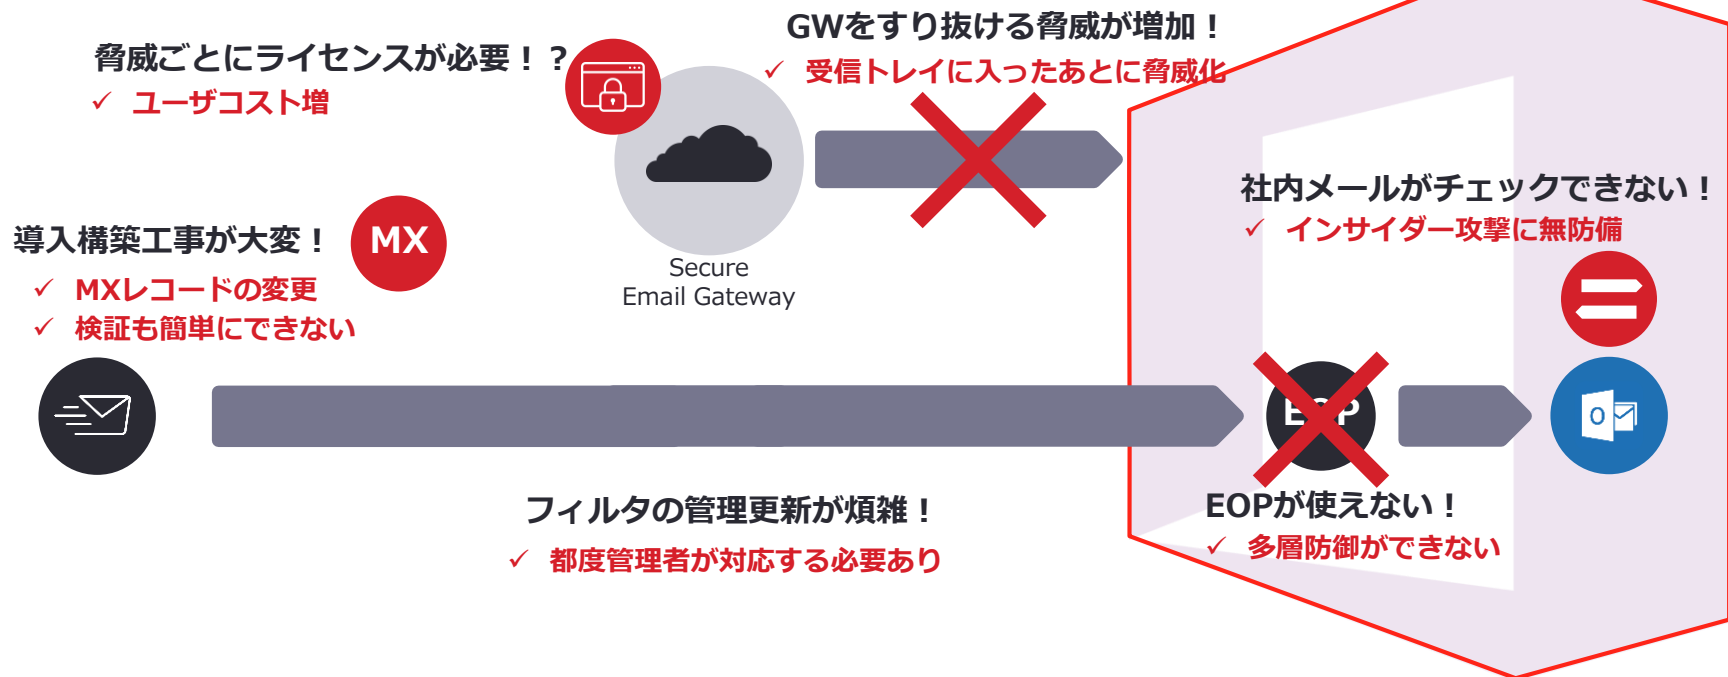 GWをすり抜ける脅威が増加！
✓ 受信トレイに入ったあとに脅威化
脅威ごとにライセンスが必要！？
✓ ユーザコスト増
社内メールがチェックできない！
✓ インサイダー攻撃に無防備
導入構築工事が大変！
MX
✓ MXレコードの変更
✓ 検証も簡単にできない
Secure
Email Gateway
EOP
O
フィルタの管理更新が煩雑！
✓ 都度管理者が対応する必要あり
EOPが使えない！
✓ 多層防御ができない